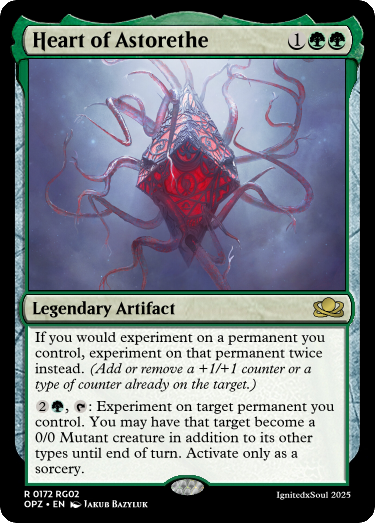 Heart of Astorethe 1
Legendary Artifact
If you would experiment on a permanent you
control, experiment on that permanent twice
instead. (Add or remove a +1/+1 counter or a
type of counter already on the target.)
2 , : Experiment on target permanent you
control. You may have that target become a
0/0 Mutant creature in addition to its other
types until end of turn. Activate only as a
sorcery.
R 0172 RG02
OPZ • EN Jakub Bazyluk
IgnitedxSoul 2025